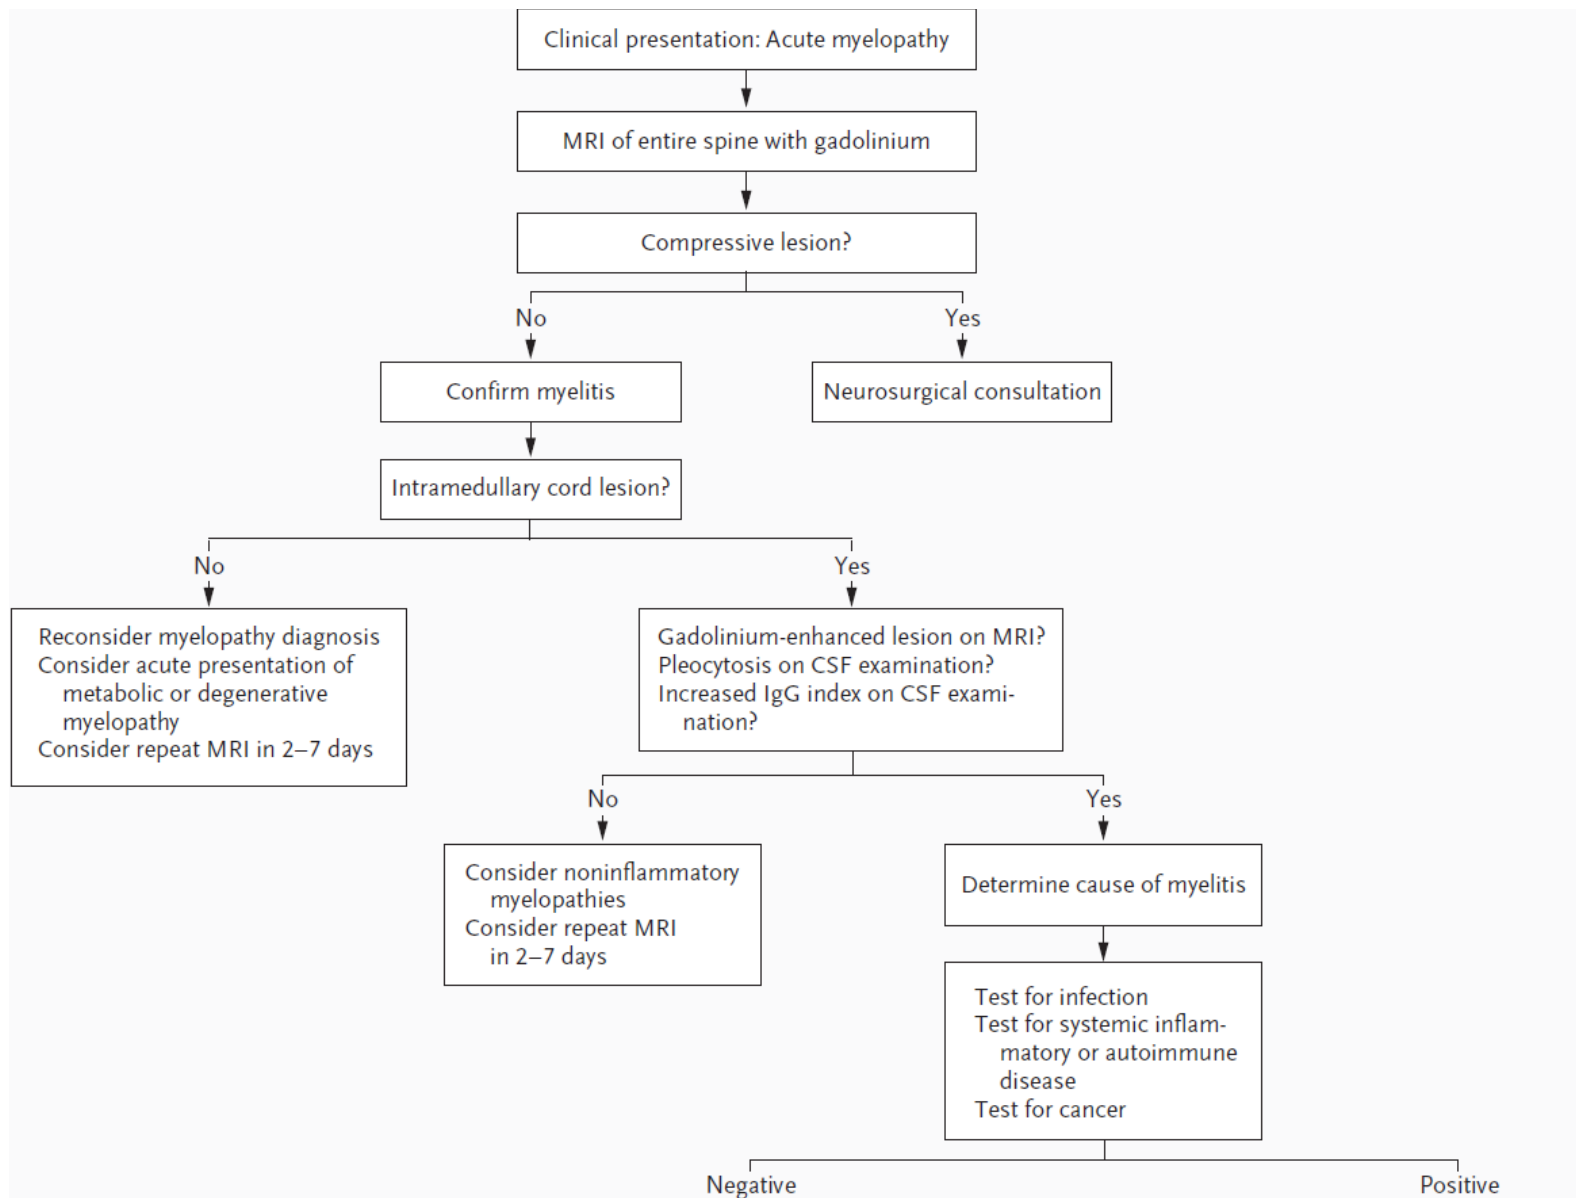 Clinical presentation: Acute myelopathy
MRI of entire spine with gadolinium
Compressive lesion?
No
Yes
Confirm myelitis
Neurosurgical consultation
Intramedullary cord lesion?
No
Yes
Reconsider myelopathy diagnosis
Consider acute presentation of
metabolic or degenerative
myelopathy
Consider repeat MRI in 2–7 days
Gadolinium-enhanced lesion on MRI?
Pleocytosis on CSF examination?
Increased IgG index on CSF exami-
nation?
No
Yes
Consider noninflammatory
myelopathies
Consider repeat MRI
in 2–7 days
Determine cause of myelitis
Test for infection
Test for systemic inflam-
matory or autoimmune
disease
Test for cancer
Negative
Positive